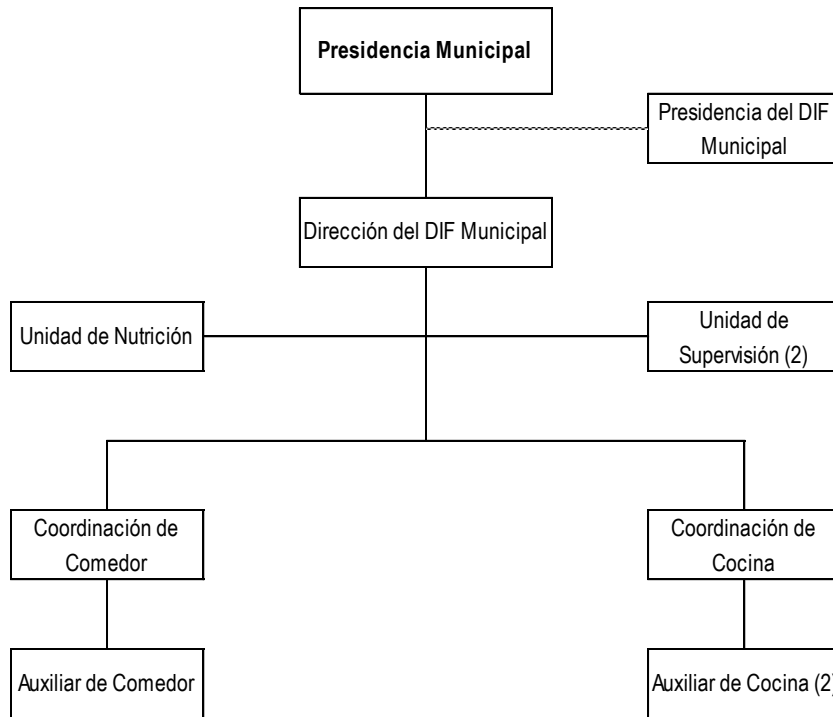 Presidencia Municipal
Presidencia del DIF
Municipal
Dirección del DIF Municipal
Unidad de Nutrición
Unidad de
Supervisión (2)
Coordinación de
Comedor
Coordinación de
Cocina
Auxiliar de Comedor
Auxiliar de Cocina (2)